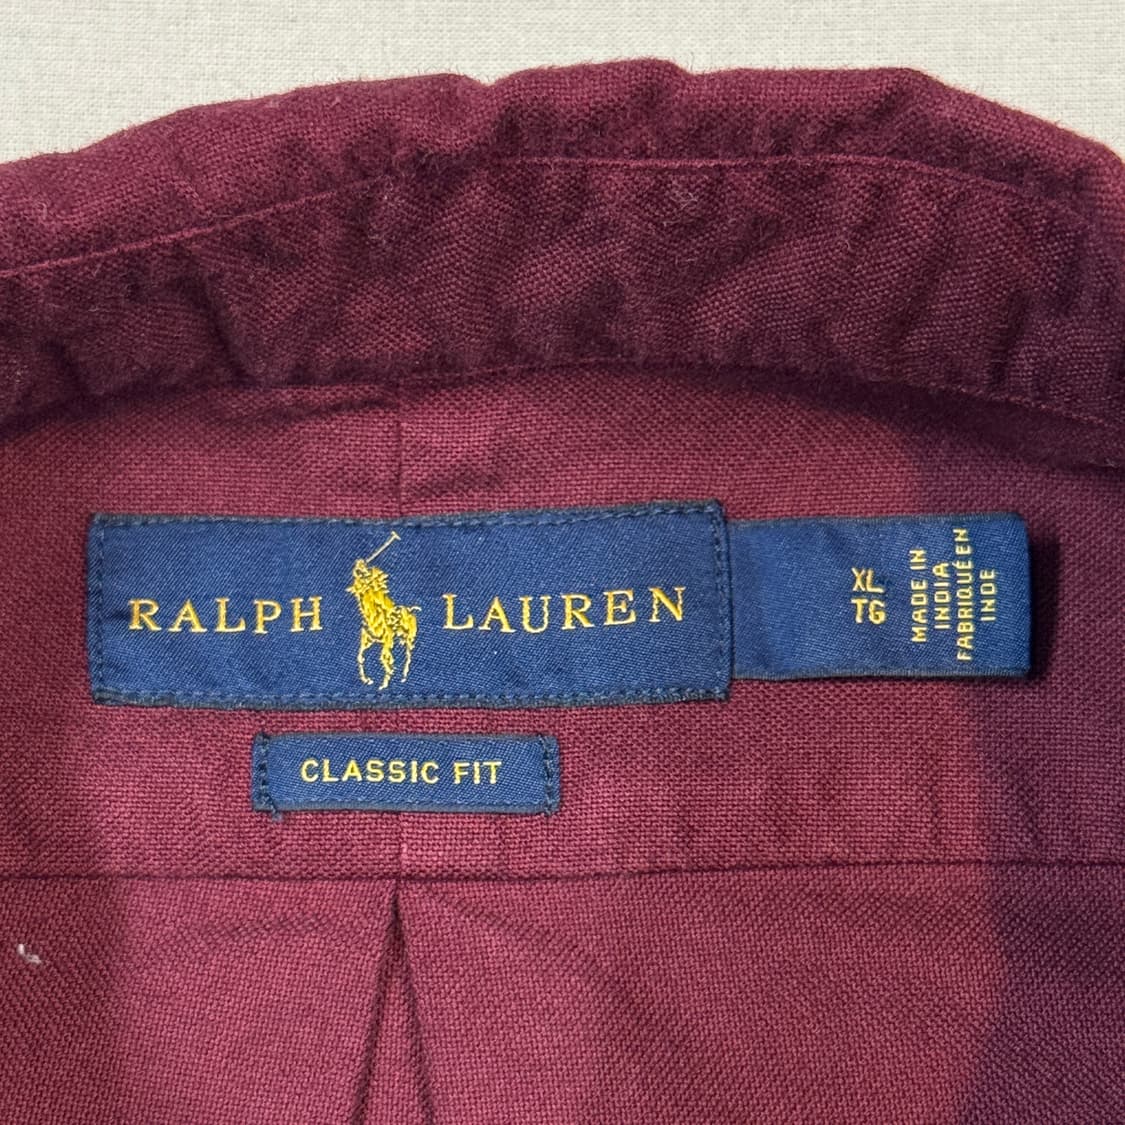 RALPH LAUREN
XL
TG
MADE IN
INDIA
FABRIQUÉ EN
INDE
CLASSIC FIT